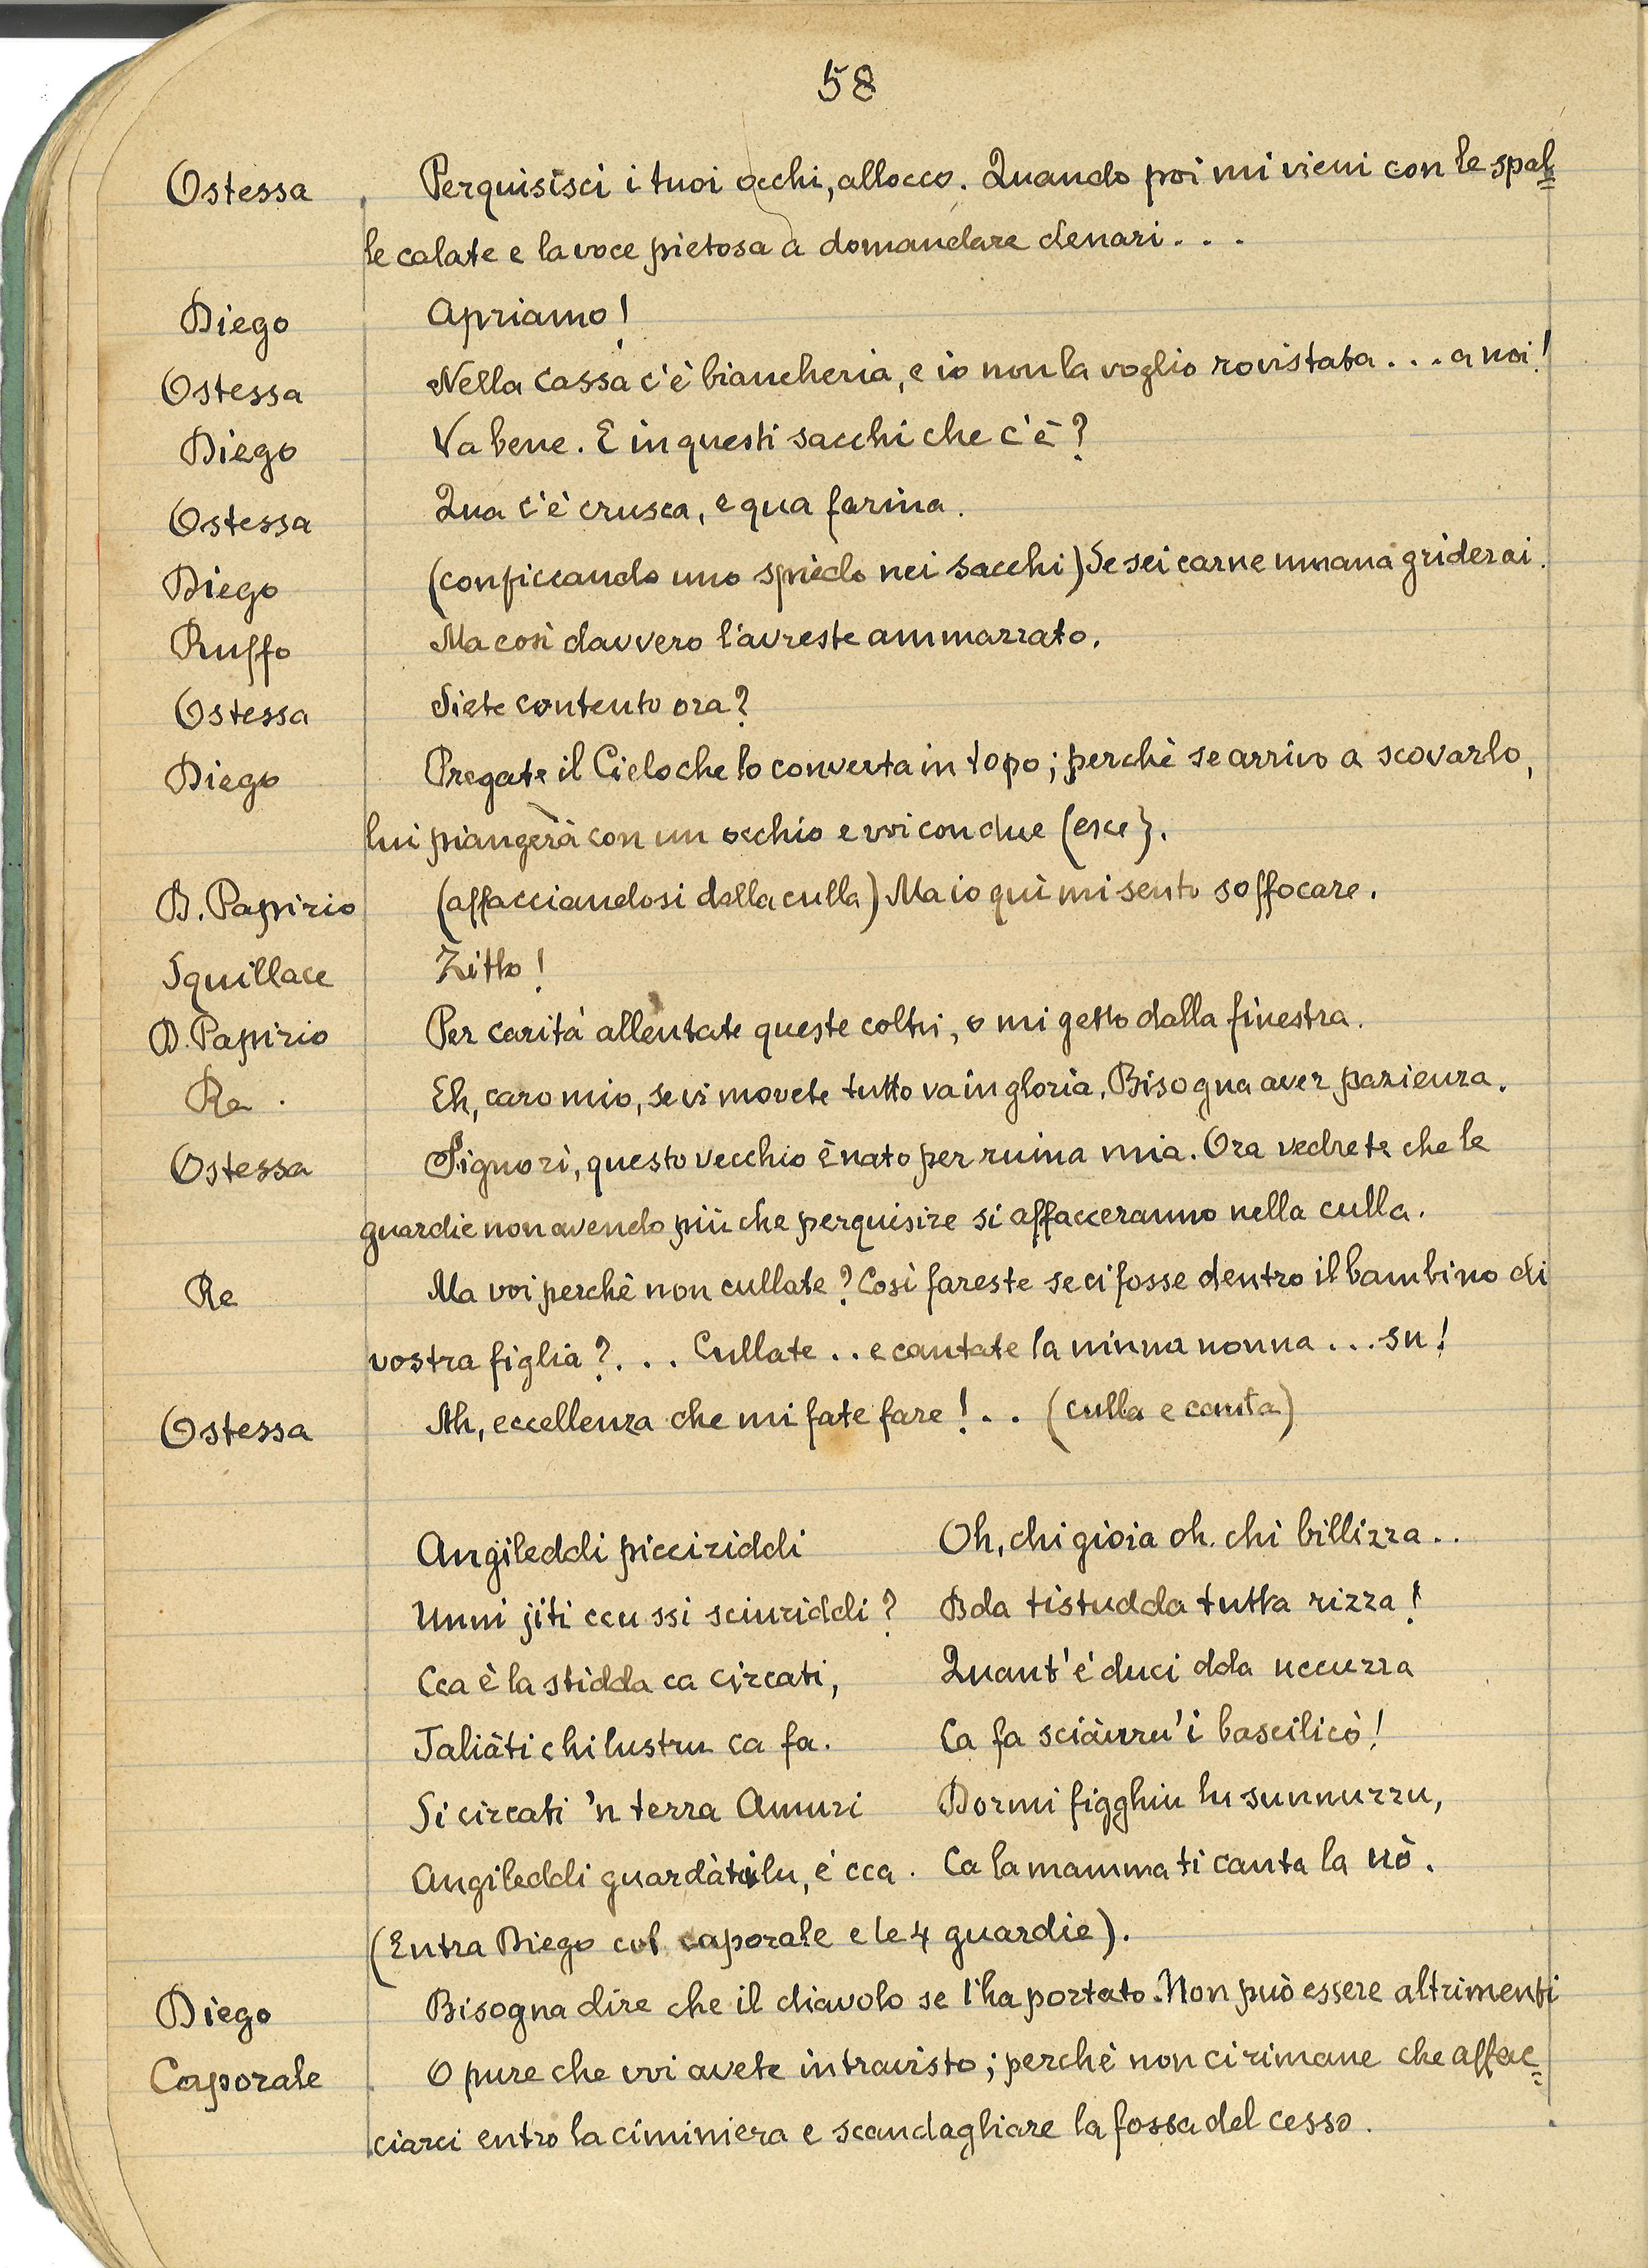 58
Ostessa Perquisisci i tuoi occhi, allocco. Quando poi mi vieni con le spal=
le calate e la voce pietosa a domandare denari...
Diego Apriamo!
Ostessa Nella cassa c'è biancheria, e io non la voglio rovistata.... a noi!
Diego Va bene. E in questi sacchi che c'è?
Ostessa Qua c'è crusca, e qua farina.
Diego (conficcando uno spiedo nei sacchi) Se sei carne umana griderai.
Ruffo Ma così davvero l'avreste ammazzato.
Ostessa Siete contento ora?
Diego Pregate il Cielo che lo converta in topo; perchè se arrivo a scovarlo,
lui piangerà con un occhio e voi con due (esce).
D. Papirio (affacciandosi dalla culla) Ma io qui mi sento soffocare.
Squillace Zitto!
D. Papirio Per carità allentate queste coltri, o mi getto dalla finestra.
Re. Eh, caro mio, se vi movete tutto va in gloria. Bisogna aver pazienza.
Ostessa Signori, questo vecchio è nato per ruina mia. Ora vedrete che le
guardie non avendo più che perquisire si affacceranno nella culla.
Re Ma voi perchè non cullate? Così fareste se ci fosse dentro il bambino di
vostra figlia?... Cullate.. e cantate la ninna nonna... su!
Ostessa Ah, eccellenza che mi fate fare!.. (culla e canta)
Angileddi picciriddi
Unni jiti ccu ssi sciuriddi?
Cca è la stidda ca circati,
Taliàti chi lustru ca fa.
Si circati 'n terra Amuri
Angileddi guardàtilu, è cca.
Oh, chi gioia oh. chi billizza..
Dda tistudda tutta rizza!
Quant'è duci dda uccuzza
Ca fa sciàuru 'i bascilicò!
Dormi figghiu lu sunnuzzu,
Ca la mamma ti canta la vò.
(Entra Diego col caporale e le 4 guardie).
Diego Bisogna dire che il diavolo se l'ha portato. Non può essere altrimenti
Caporale O pure che voi avete intravisto; perchè non ci rimane che affac=
ciarci entro la ciminiera e scandagliare la fossa del cesso.